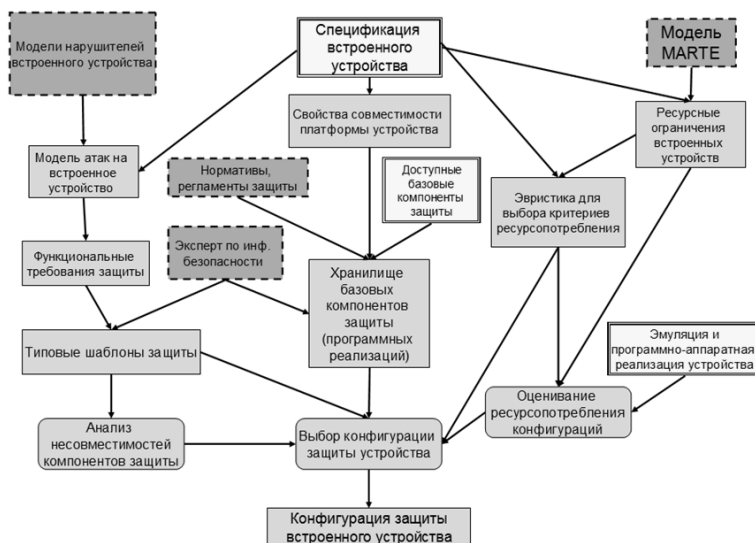 Модели нарушителей
встроенного устройства
Спецификация
встроенного
устройства
Модель
MARTE
Свойства совместимости
платформы устройства
Ресурсные
ограничения
встроенных
устройств
Модель атак на
встроенное
устройство
Нормативы,
регламенты защиты
Доступные
базовые
компоненты
защиты
Эвристика для
выбора критериев
ресурсопотребления
Функциональные
требования защиты
Эксперт по инф.
безопасности
Хранилище
базовых
компонентов
защиты
(программных
реализаций)
Типовые шаблоны защиты
Эмуляция и
программно-аппаратная
реализация устройства
Анализ
несовместимостей
компонентов защиты
Выбор конфигурации
защиты устройства
Оценивание
ресурсопотребления
конфигураций
Конфигурация защиты
встроенного устройства